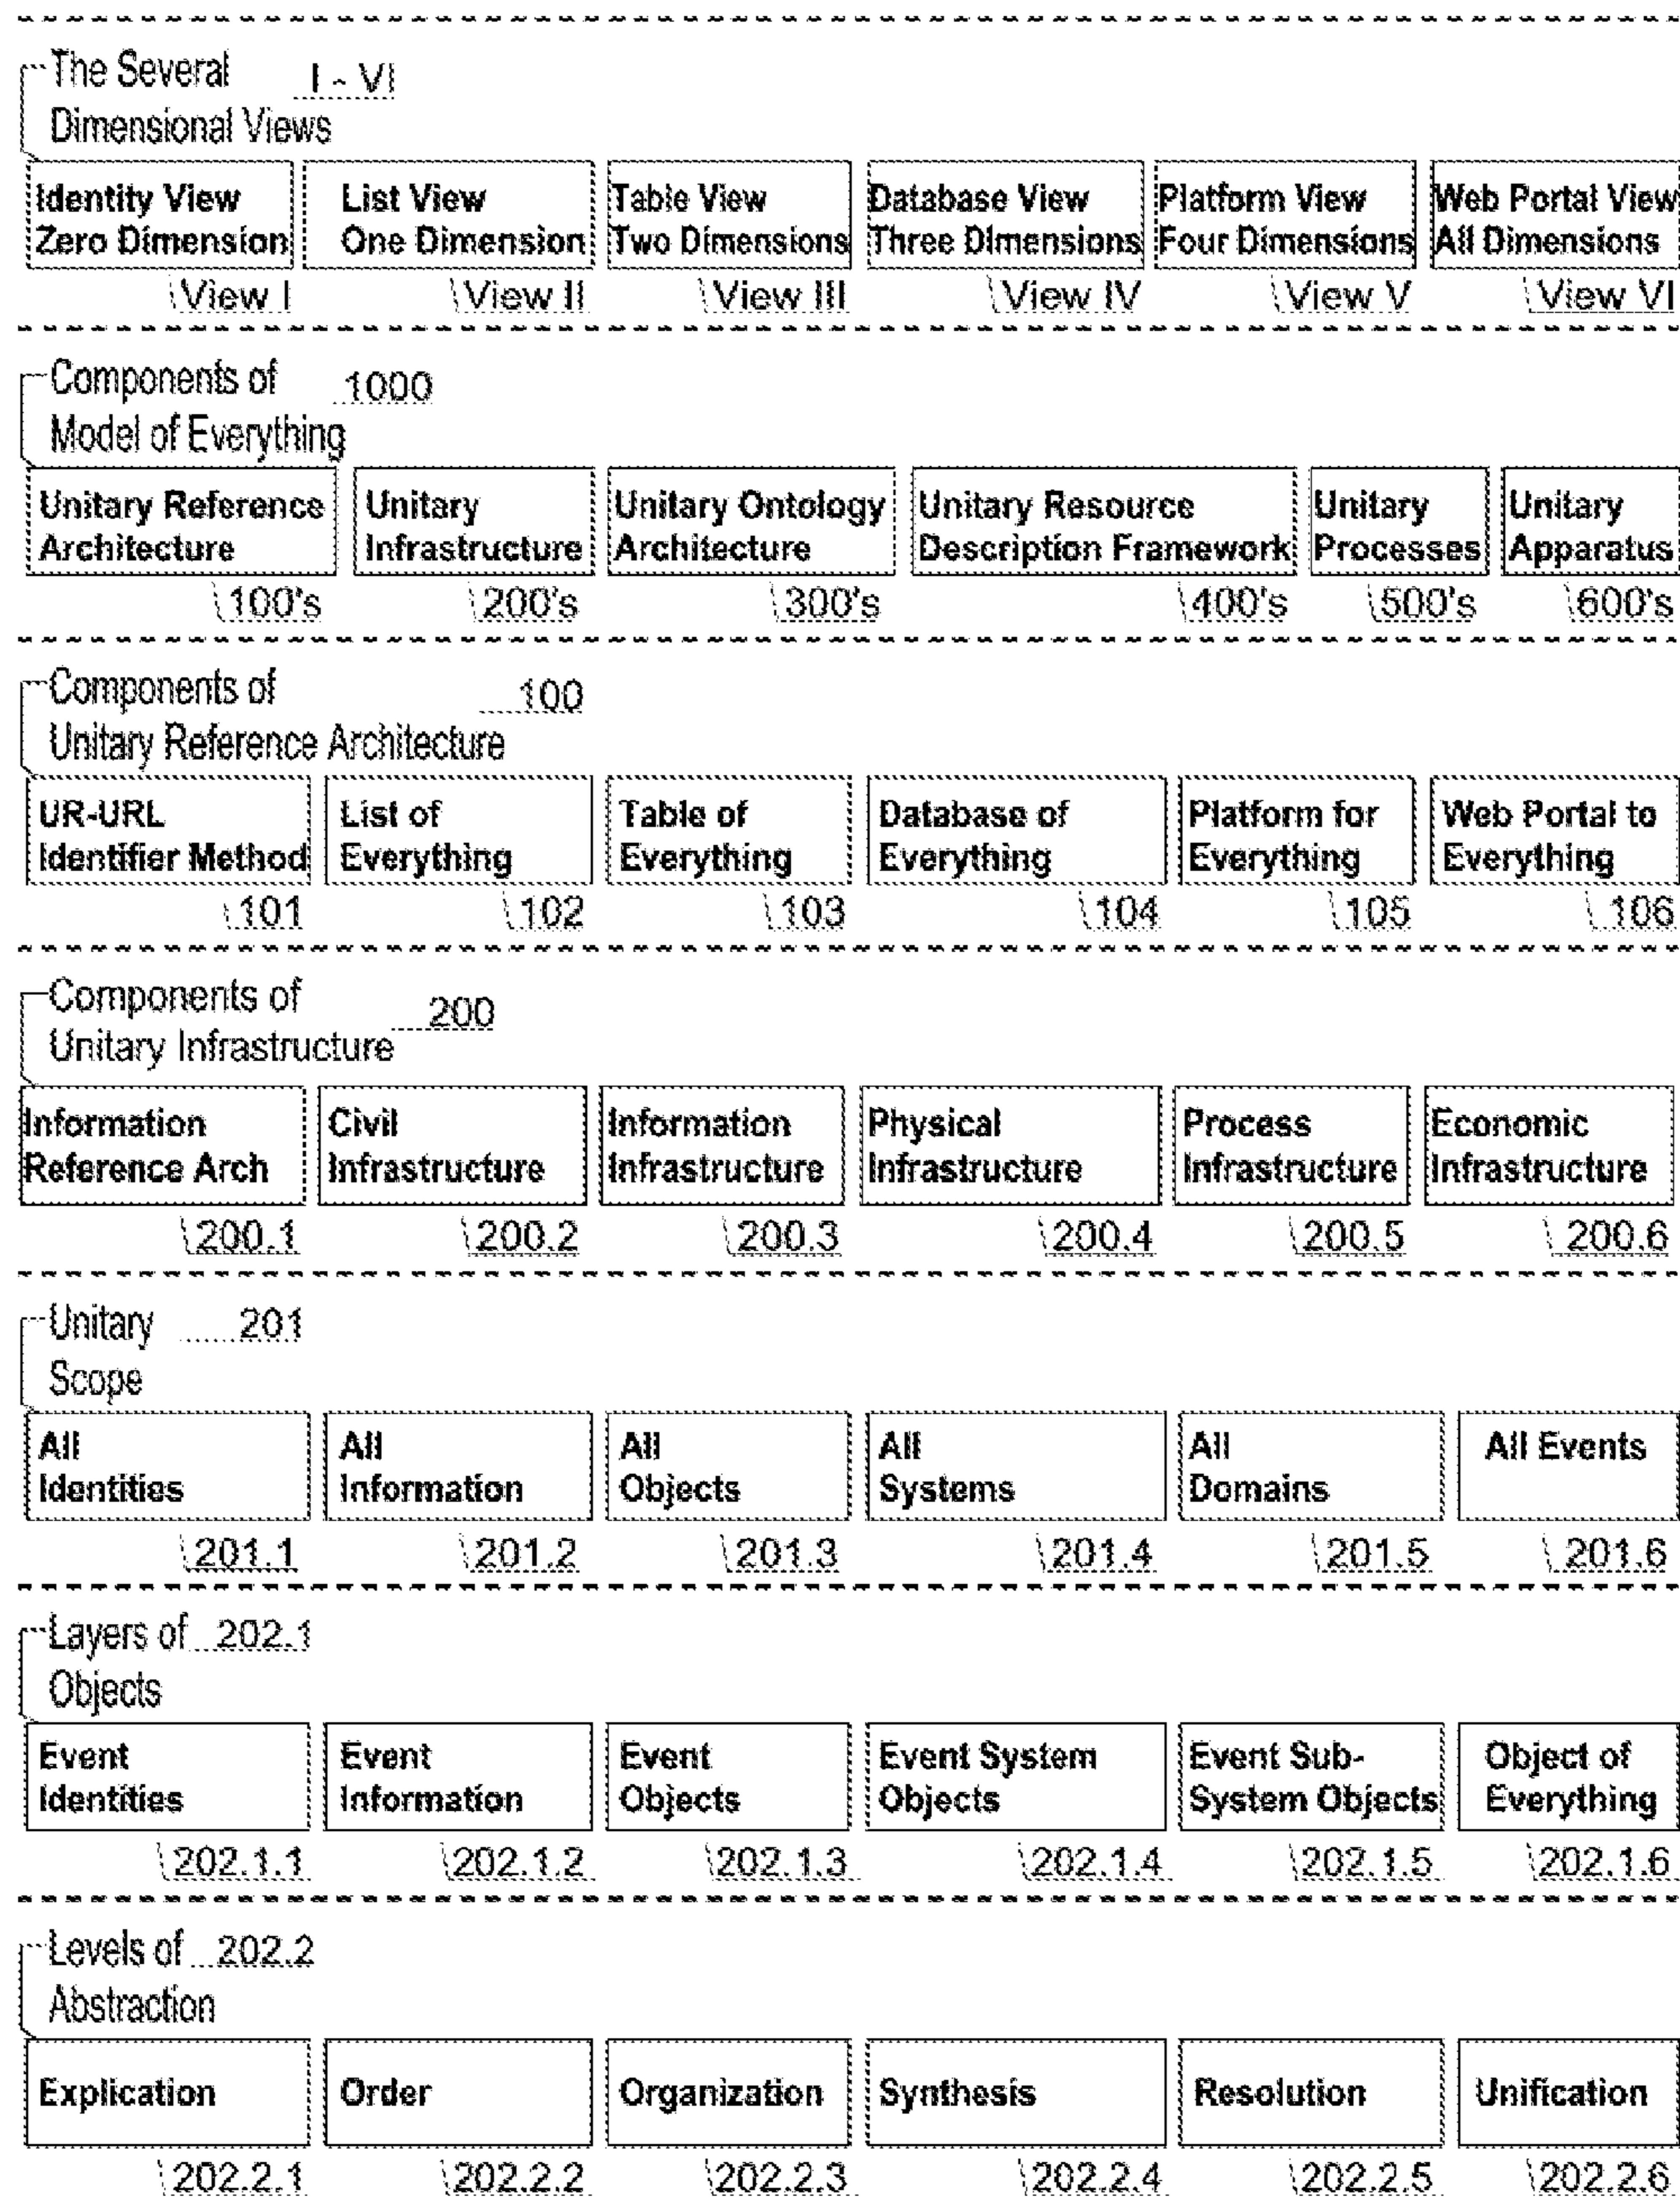 The Several I - VI
Dimensional Views
Identity View List View Table View Database View Platform View Web Portal View
Zero Dimension One Dimension Two Dimensions Three Dimensions Four Dimensions All Dimensions
View I View II View III View IV View V View VI
Components of 1000
Model of Everything
Unitary Reference Unitary Unitary Ontology Unitary Resource Unitary Unitary
Architecture Infrastructure Architecture Description Framework Processes Apparatus
100's 200's 300's 400's 500's 600's
Components of 100
Unitary Reference Architecture
UR-URL List of Table of Database of Platform for Web Portal to
Identifier Method Everything Everything Everything Everything Everything
101 102 103 104 105 106
Components of 200
Unitary Infrastructure
Information Civil Information Physical Process Economic
Reference Arch Infrastructure Infrastructure Infrastructure Infrastructure Infrastructure
200.1 200.2 200.3 200.4 200.5 200.6
Unitary 201
Scope
All All All All All All Events
Identities Information Objects Systems Domains
201.1 201.2 201.3 201.4 201.5 201.6
Layers of 202.1
Objects
Event Event Event Event System Event Sub- Object of
Identities Information Objects Objects System Objects Everything
202.1.1 202.1.2 202.1.3 202.1.4 202.1.5 202.1.6
Levels of 202.2
Abstraction
Explication Order Organization Synthesis Resolution Unification
202.2.1 202.2.2 202.2.3 202.2.4 202.2.5 202.2.6